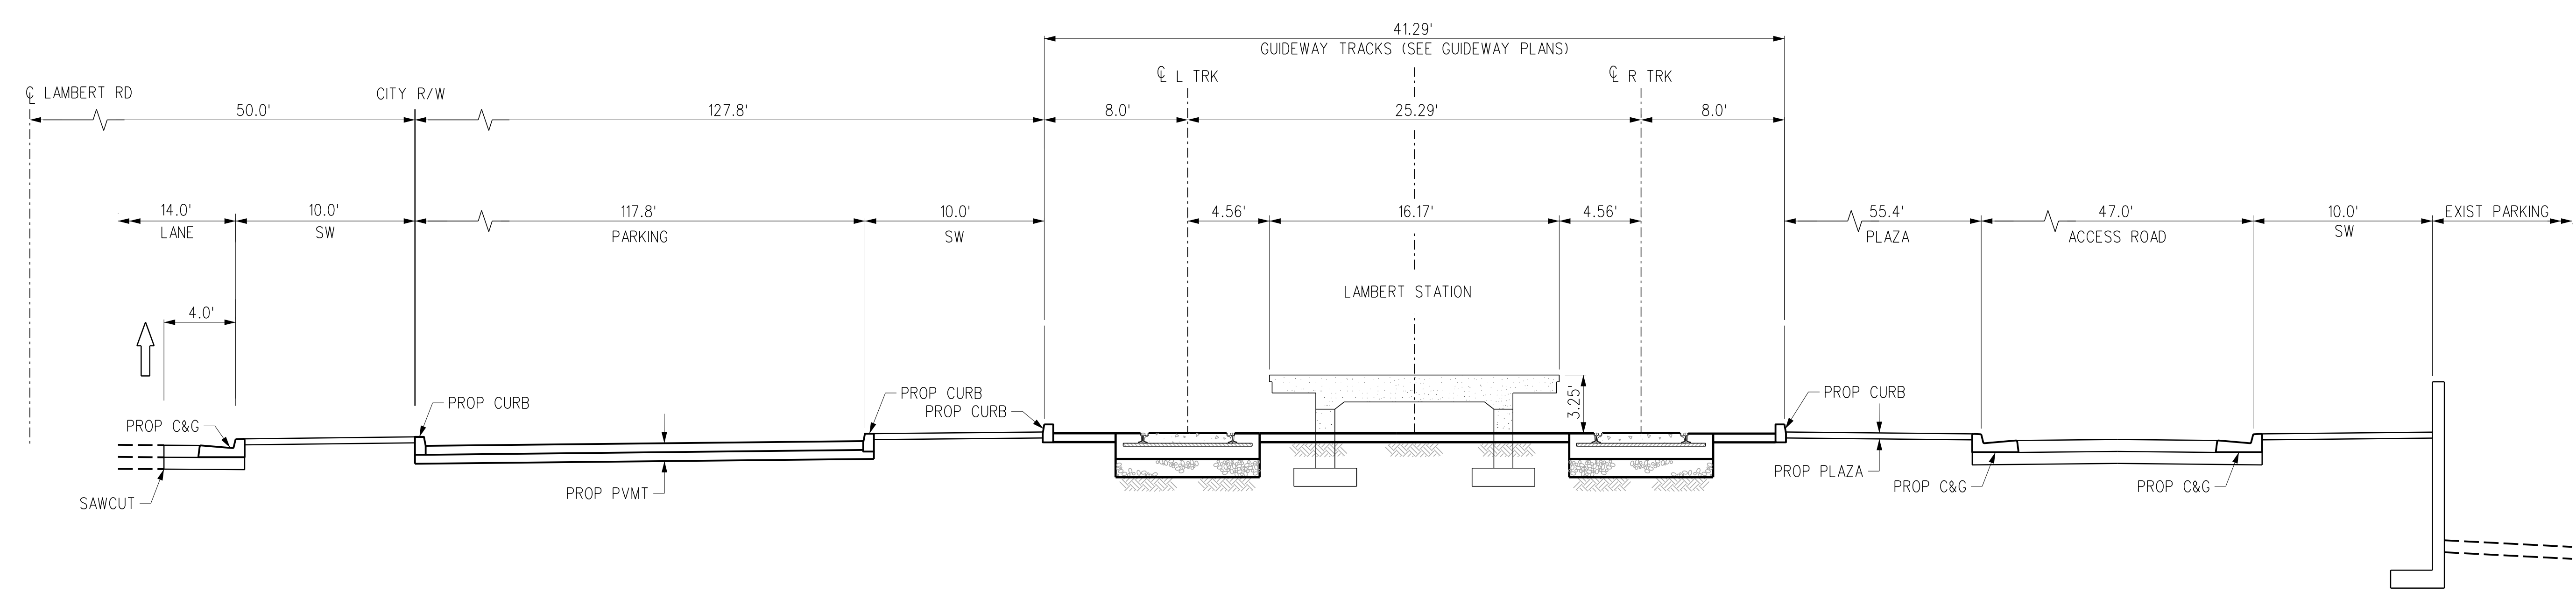 41.29'
GUIDEWAY TRACKS (SEE GUIDEWAY PLANS)
℄ L TRK
℄ R TRK
℄ LAMBERT RD
CITY R/W
50.0'
127.8'
8.0'
25.29'
8.0'
14.0'
LANE
10.0'
SW
117.8'
PARKING
10.0'
SW
4.56'
16.17'
4.56'
55.4'
PLAZA
47.0'
ACCESS ROAD
10.0'
SW
EXIST PARKING
LAMBERT STATION
4.0'
3.25'
PROP C&G
PROP CURB
PROP CURB
PROP CURB
PROP CURB
SAWCUT
PROP PVMT
PROP PLAZA
PROP C&G
PROP C&G